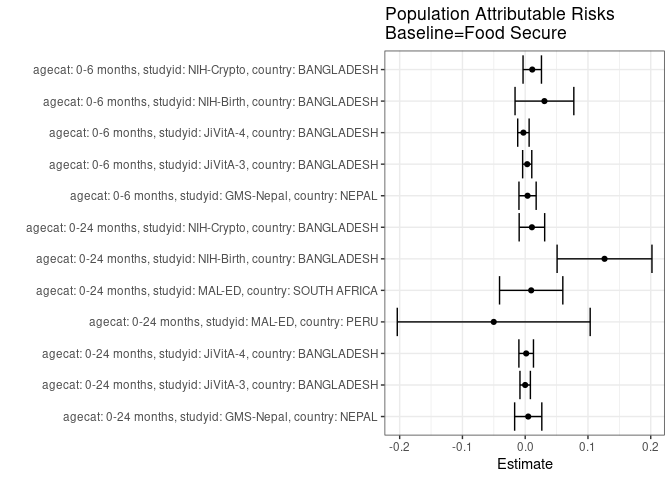 Population Attributable Risks
Baseline=Food Secure
agecat: 0-6 months, studyid: NIH-Crypto, country: BANGLADESH
agecat: 0-6 months, studyid: NIH-Birth, country: BANGLADESH
agecat: 0-6 months, studyid: JiVitA-4, country: BANGLADESH
agecat: 0-6 months, studyid: JiVitA-3, country: BANGLADESH
agecat: 0-6 months, studyid: GMS-Nepal, country: NEPAL
agecat: 0-24 months, studyid: NIH-Crypto, country: BANGLADESH
agecat: 0-24 months, studyid: NIH-Birth, country: BANGLADESH
agecat: 0-24 months, studyid: MAL-ED, country: SOUTH AFRICA
agecat: 0-24 months, studyid: MAL-ED, country: PERU
agecat: 0-24 months, studyid: JiVitA-4, country: BANGLADESH
agecat: 0-24 months, studyid: JiVitA-3, country: BANGLADESH
agecat: 0-24 months, studyid: GMS-Nepal, country: NEPAL
-0.2 -0.1 0.0 0.1 0.2
Estimate